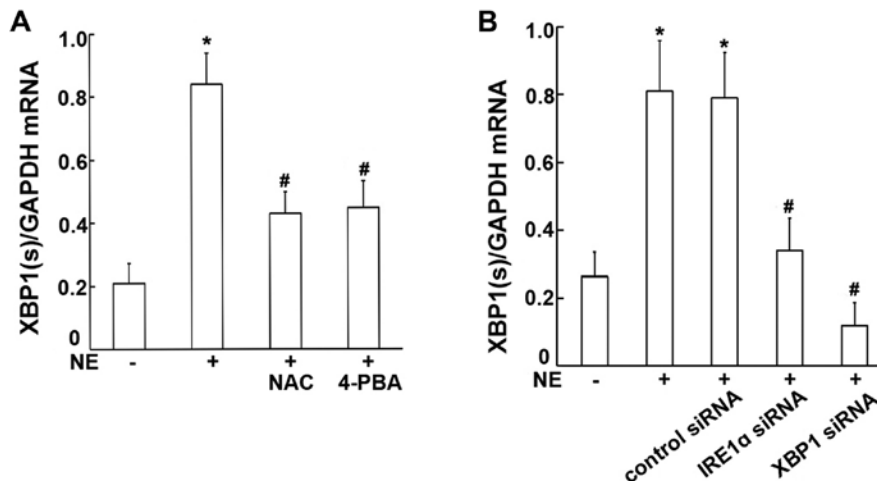 A
XBP1(s)/GAPDH mRNA
1.0
0.8
0.6
0.4
0.2
0
*
#
#
NE - + + +
NAC 4-PBA
B
XBP1(s)/GAPDH mRNA
1.0
0.8
0.6
0.4
0.2
0
*
*
#
#
NE - + + + +
control siRNA
IRE1α siRNA
XBP1 siRNA